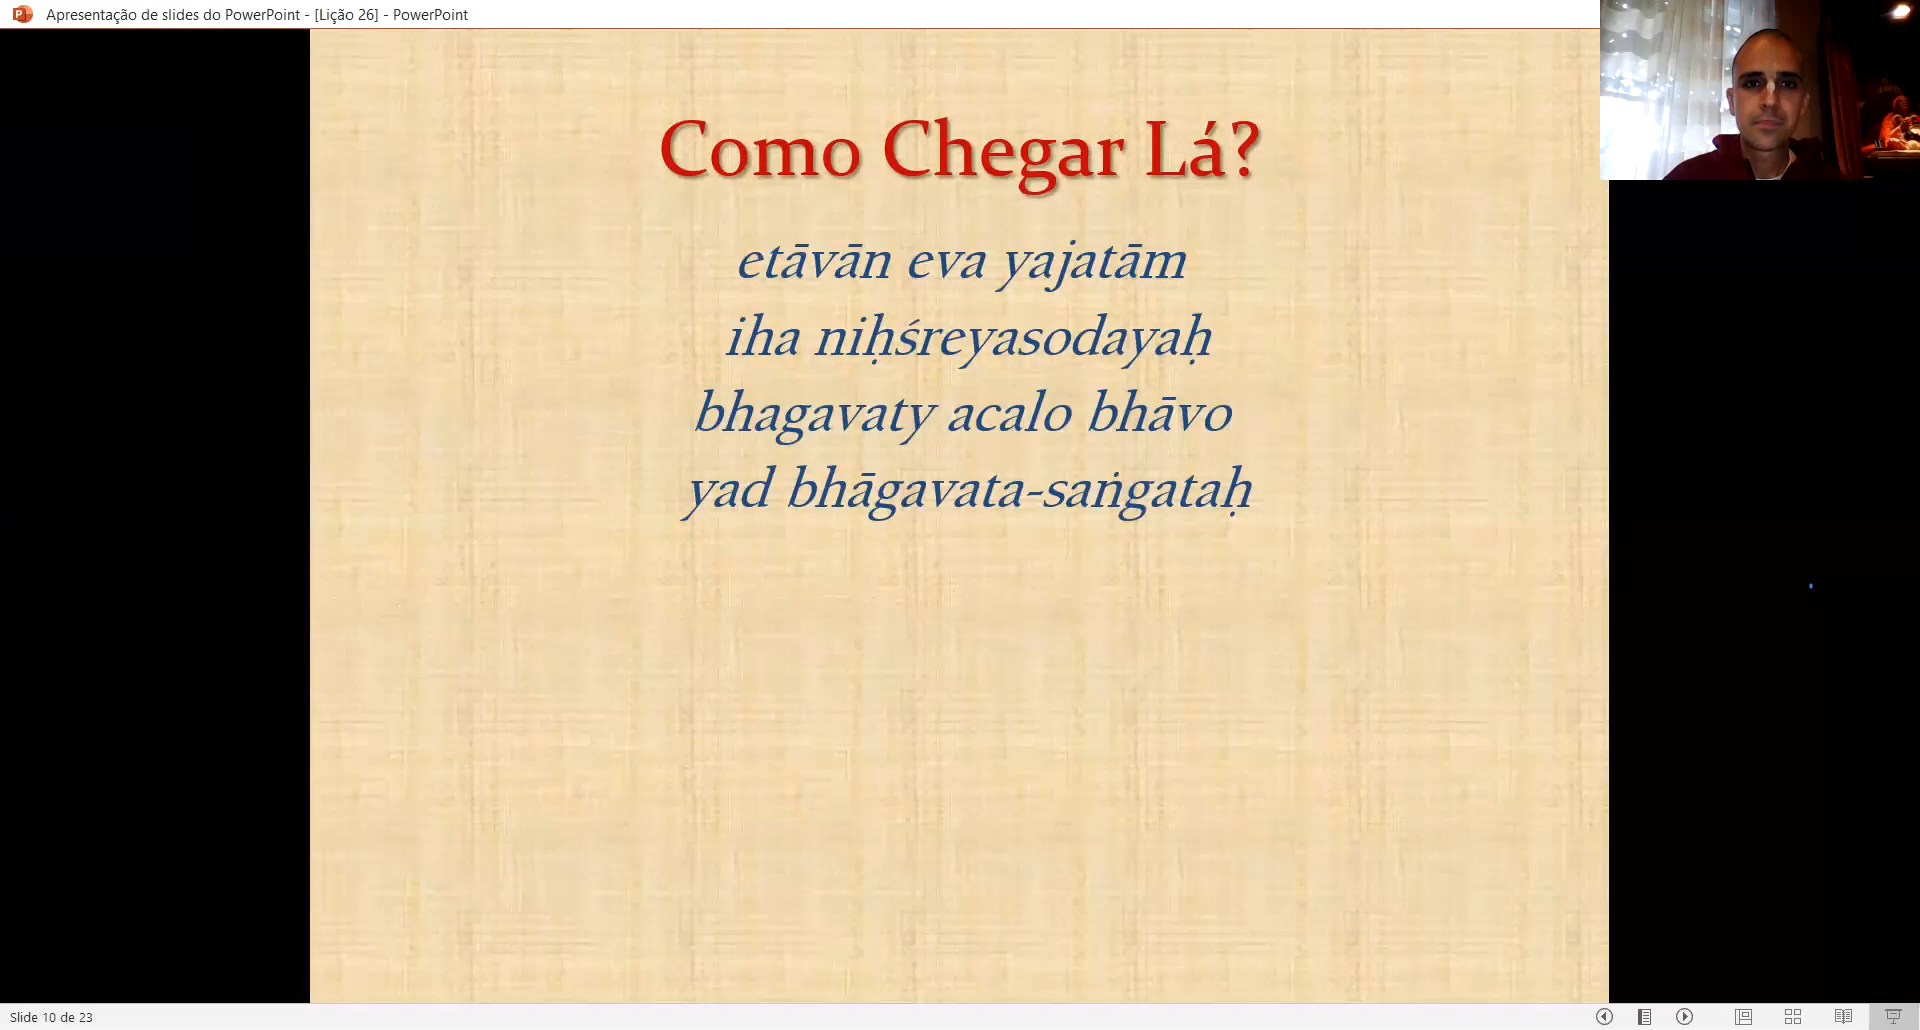 Apresentação de slides do PowerPoint - [Lição 26] - PowerPoint
Como Chegar Lá?
etāvān eva yajatām
iha niḥśreyasodayaḥ
bhagavaty acalo bhāvo
yad bhāgavata-saṅgataḥ
Slide 10 de 23